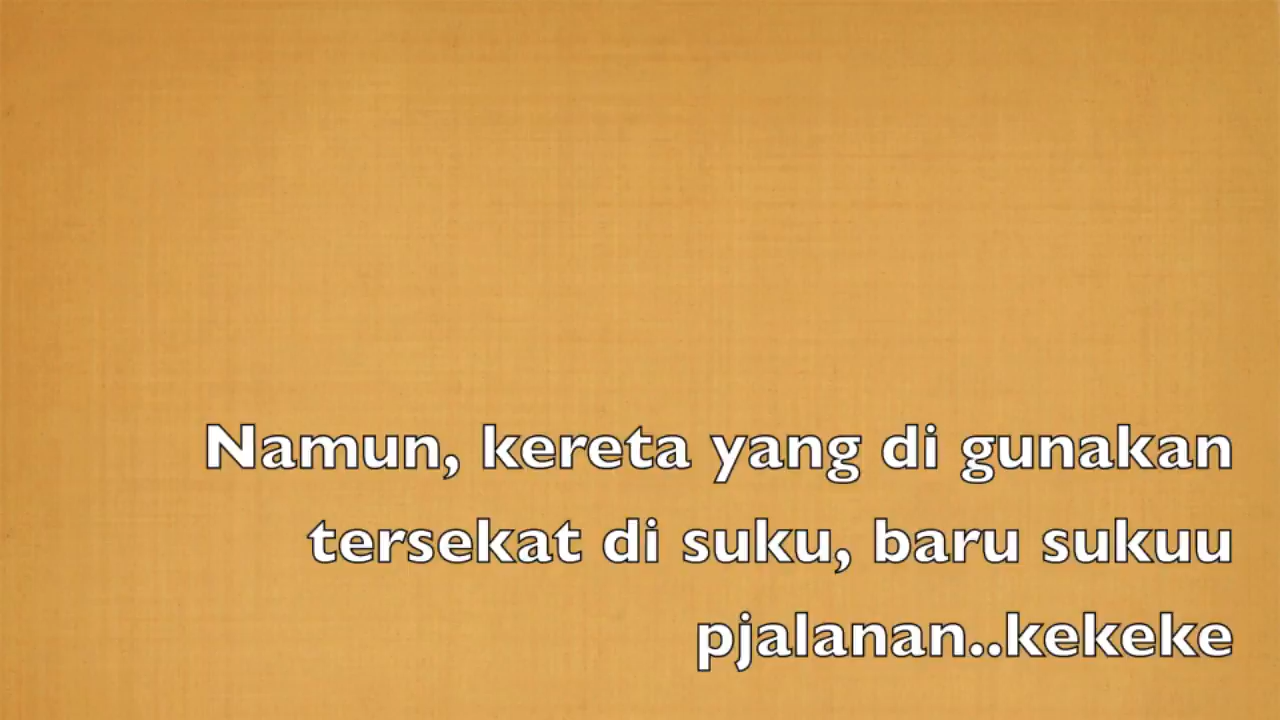 Namun, kereta yang di gunakan
tersekat di suku, baru sukuu
pjalanan..kekeke